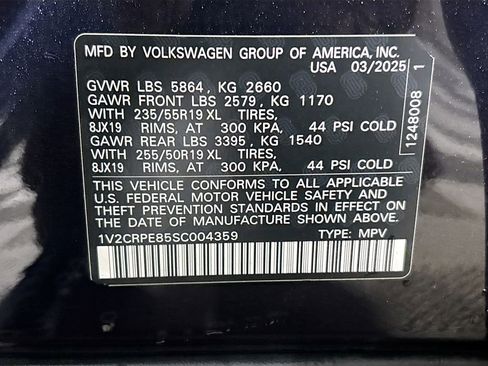 MFD BY VOLKSWAGEN GROUP OF AMERICA, INC.
USA 03/2025
GVWR LBS 5864, KG 2660
GAWR FRONT LBS 2579, KG 1170
WITH 235/55R19 XL TIRES,
8JX19 RIMS, AT 300 KPA, 44 PSI COLD
GAWR REAR LBS 3395, KG 1540
WITH 255/50R19 XL TIRES,
8JX19 RIMS, AT 300 KPA, 44 PSI COLD
THIS VEHICLE CONFORMS TO ALL APPLICABLE
U.S. FEDERAL MOTOR VEHICLE SAFETY AND
THEFT PREVENTION STANDARDS IN EFFECT ON THE
DATE OF MANUFACTURE SHOWN ABOVE.
1V2CRPE85SC004359 TYPE: MPV
1248008 1